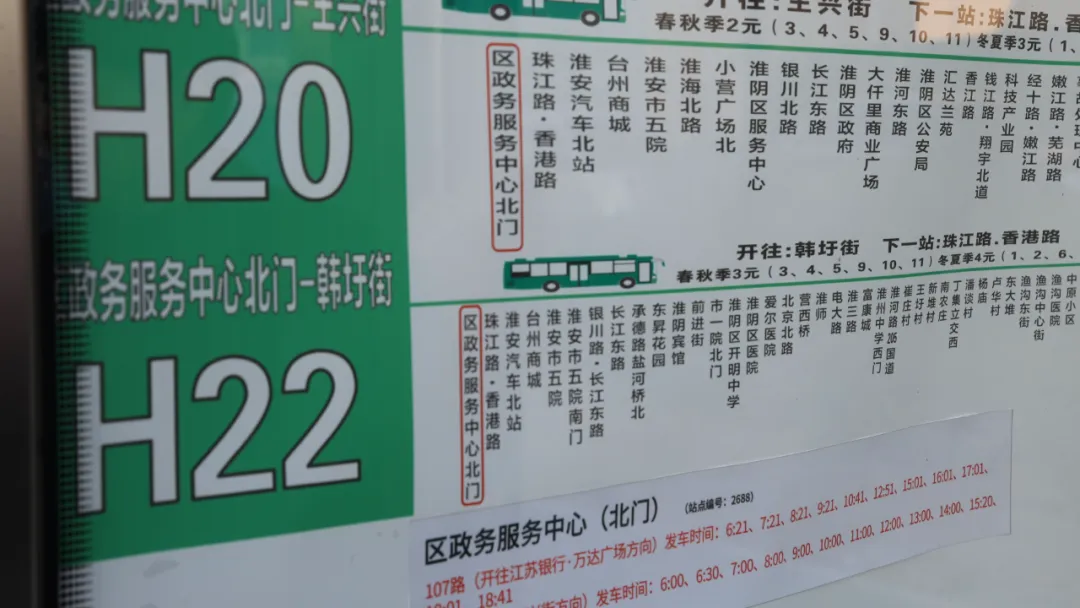 政务服务中心北门-王兴街
H20
开往:王兴街 下一站:珠江路.香
春秋季2元(3、4、5、9、10、11)冬夏季3元(1、
区政务服务中心北门
珠江路·香港路
淮安汽车北站
台州商城
淮安市五院
淮海北路
小营广场北
淮阴区服务中心
银川北路
长江东路
淮阴区政府
大仟里商业广场
淮河东路
淮阴区公安局
汇达兰苑
香江路
钱江路·翔宇北道
科技产业园
经十路·嫩江路
嫩江路·芜湖路
政务服务中心北门-韩圩街
H22
开往:韩圩街 下一站:珠江路.香港路
春秋季3元(3、4、5、9、10、11)冬夏季4元(1、2、6、
区政务服务中心北门
珠江路·香港路
淮安汽车北站
台州商城
淮安市五院
淮安市五院南门
银川路·长江东路
长江东路
承德路盐河桥北
东昇花园
淮阴宾馆
前进街
市一院北门
淮阴区开明中学
淮阴区医院
爱尔医院
北京北路
营西桥
淮师
电大路
淮三路
富康城
淮州中学西门
淮河路205国道
崔庄村
王圩村
新堆村
南农庄
丁集立交西
潘谈村
杨庙
卢华村
东大堆
渔沟东街
渔沟中心街
渔沟医院
中原小区
区政务服务中心(北门) (站点编号:2688)
107路(开往江苏银行·万达广场方向)发车时间:6:21、7:21、8:21、9:21、10:41、12:51、15:01、16:01、17:01、
18:01、18:41
街方向)发车时间:6:00、6:30、7:00、8:00、9:00、10:00、11:00、12:00、13:00、14:00、15:20、